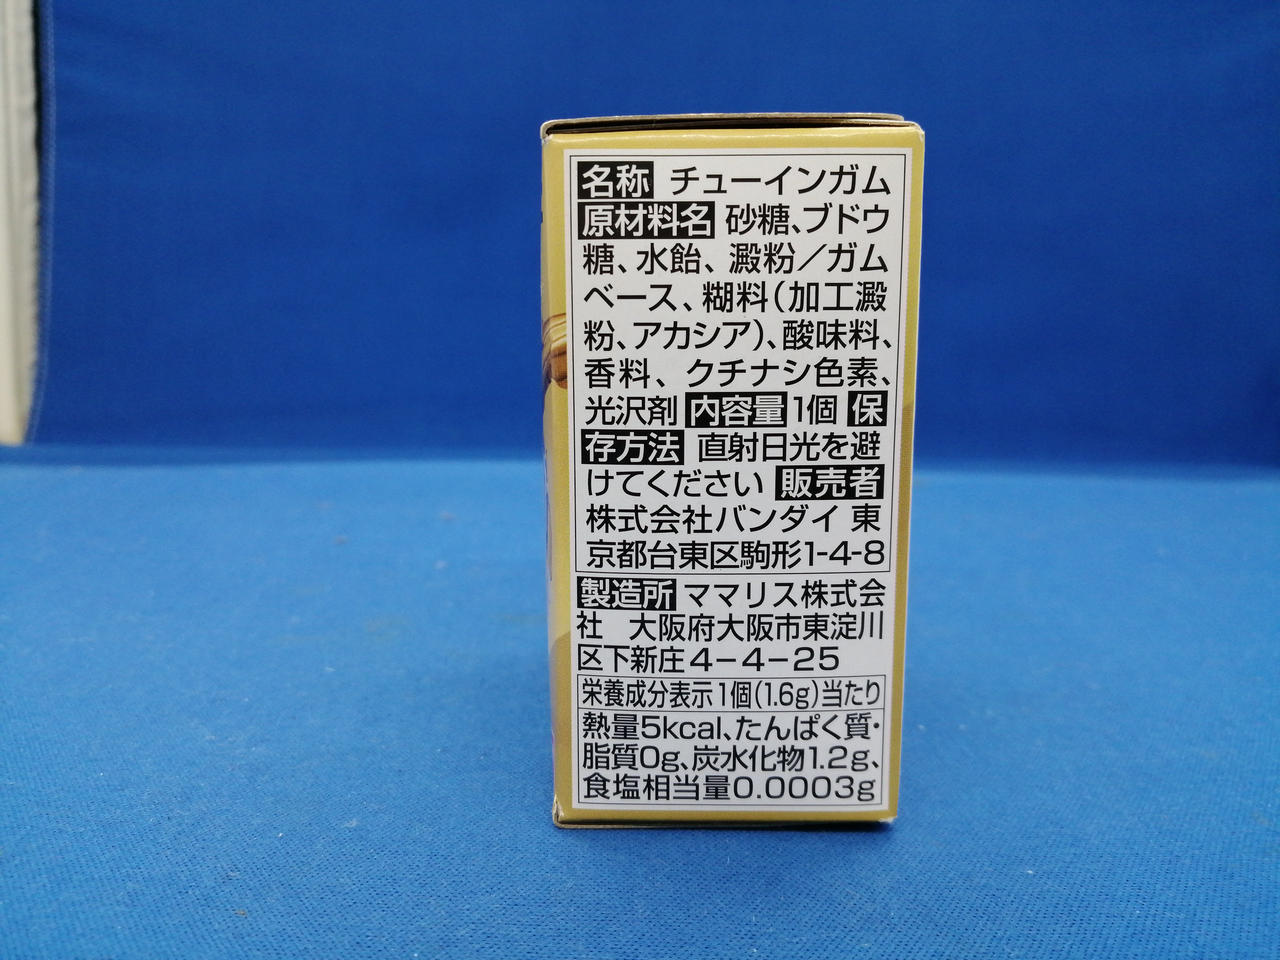 名称 チューインガム
原材料名 砂糖、ブドウ
糖、水飴、澱粉／ガム
ベース、糊料(加工澱
粉、アカシア)、酸味料、
香料、クチナシ色素、
光沢剤 内容量 1個 保
存方法 直射日光を避
けてください 販売者
株式会社バンダイ 東
京都台東区駒形1-4-8
製造所 ママリス株式会
社 大阪府大阪市東淀川
区下新庄4-4-25
栄養成分表示1個(1.6g)当たり
熱量5kcal、たんぱく質・
脂質0g、炭水化物1.2g、
食塩相当量0.0003g